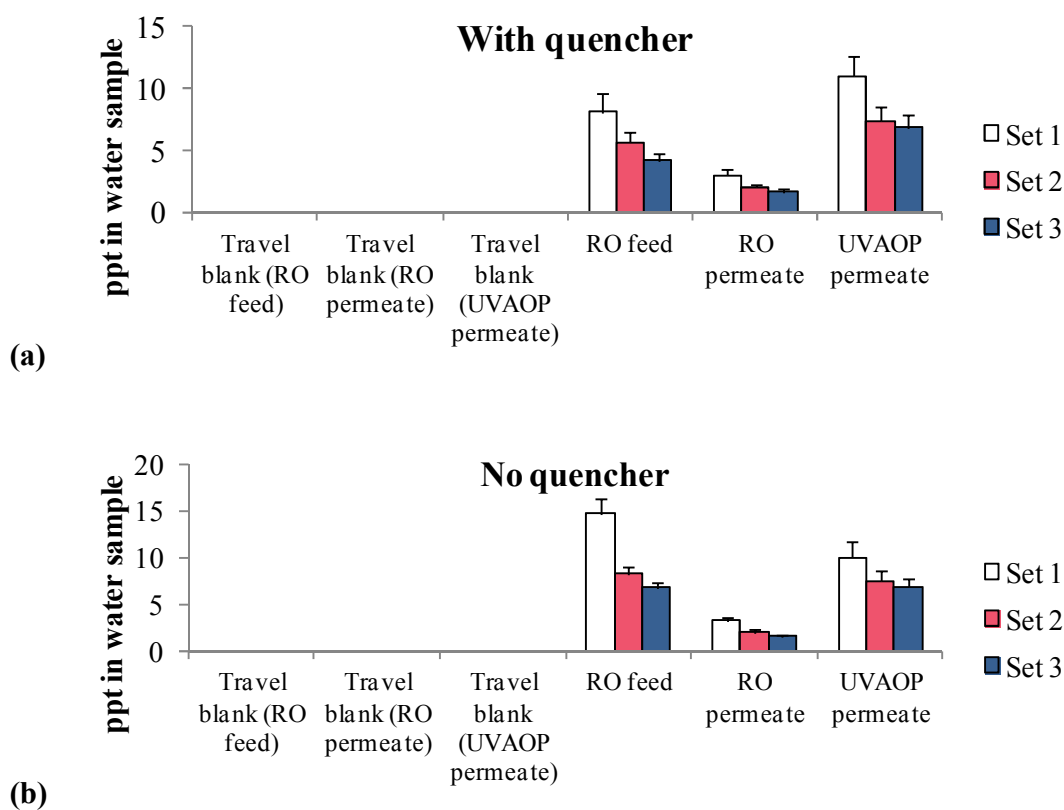 With quencher
ppt in water sample
15
10
5
0
Travel
blank (RO
feed)
Travel
blank (RO
permeate)
Travel
blank
(UVAOP
permeate)
RO feed
RO
permeate
UVAOP
permeate
Set 1
Set 2
Set 3
(a)
No quencher
ppt in water sample
20
15
10
5
0
Travel
blank (RO
feed)
Travel
blank (RO
permeate)
Travel
blank
(UVAOP
permeate)
RO feed
RO
permeate
UVAOP
permeate
Set 1
Set 2
Set 3
(b)